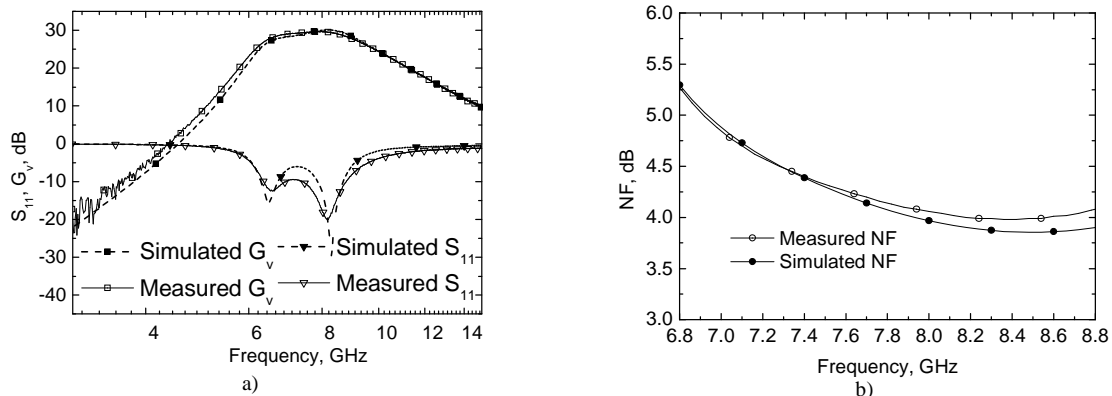 30
20
10
0
-10
-20
-30
-40
S11, Gv, dB
Simulated Gv
Simulated S11
Measured Gv
Measured S11
4 6 8 10 12 14
Frequency, GHz
a)
6.0
5.5
5.0
4.5
4.0
3.5
3.0
NF, dB
Measured NF
Simulated NF
6.8 7.0 7.2 7.4 7.6 7.8 8.0 8.2 8.4 8.6 8.8
Frequency, GHz
b)